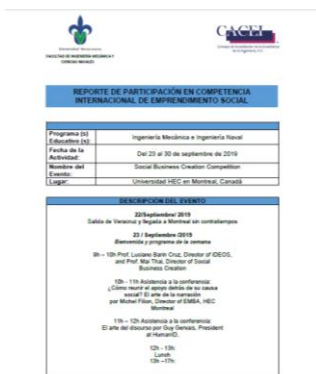 Universidad Veracruzana
FACULTAD DE INGENIERÍA MECÁNICA Y
CIENCIAS NAVALES
CACEI
REPORTE DE PARTICIPACIÓN EN COMPETENCIA
INTERNACIONAL DE EMPRENDIMIENTO SOCIAL
Programa (s)
Educativo (s):
Ingeniería Mecánica e Ingeniería Naval
Fecha de la
Actividad:
Del 23 al 30 de septiembre de 2019
Nombre del
Evento:
Social Business Creation Competition
Lugar:
Universidad HEC en Montreal, Canadá
DESCRIPCIÓN DEL EVENTO
22/Septiembre/ 2019
Salida de Veracruz y llegada a Montreal sin contratiempos
23 / Septiembre /2019
Bienvenida y programa de la semana
9h – 10h Prof. Luciano Barin Cruz, Director of IDEOS,
and Prof. Mai Thai, Director of Social
Business Creation
10h - 11h Asistencia a la conferencia:
¿Cómo reunir el apoyo detrás de su causa
social? El arte de la narración
por Michel Filion, Director of EMBA, HEC
Montreal
11h – 12h Asistencia a la conferencia:
El arte del discurso por Guy Gervais, President
at HumanID.
12h - 13h:
Lunch
13h –17h: